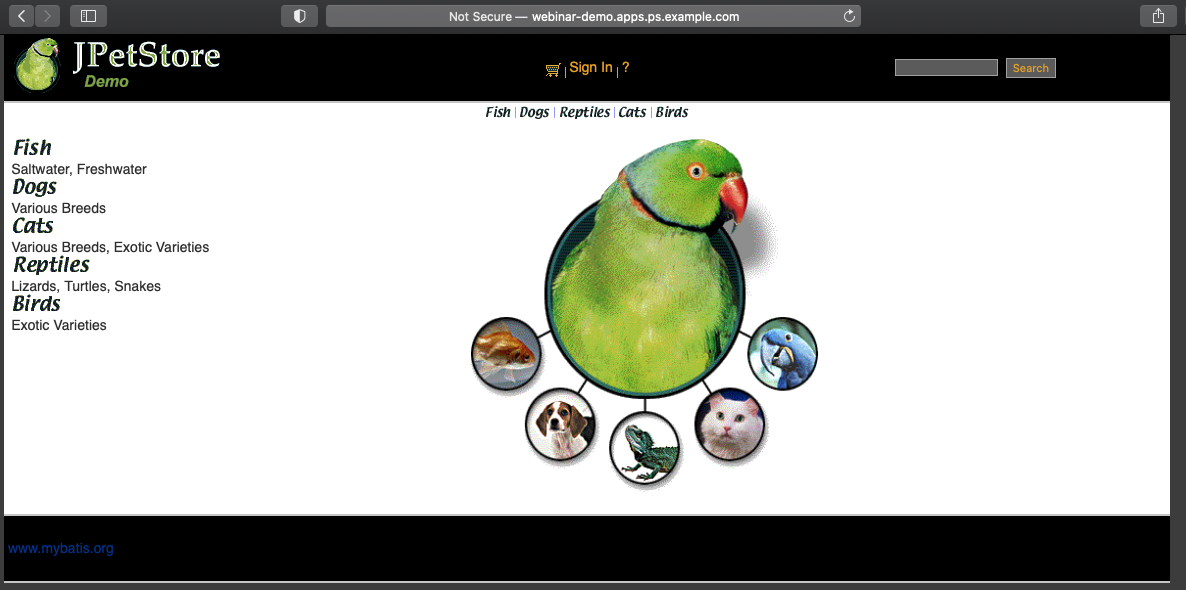 Not Secure — webinar-demo.apps.ps.example.com
JPetStore
Demo
| Sign In | ?
Search
Fish | Dogs | Reptiles | Cats | Birds
Fish
Saltwater, Freshwater
Dogs
Various Breeds
Cats
Various Breeds, Exotic Varieties
Reptiles
Lizards, Turtles, Snakes
Birds
Exotic Varieties
www.mybatis.org